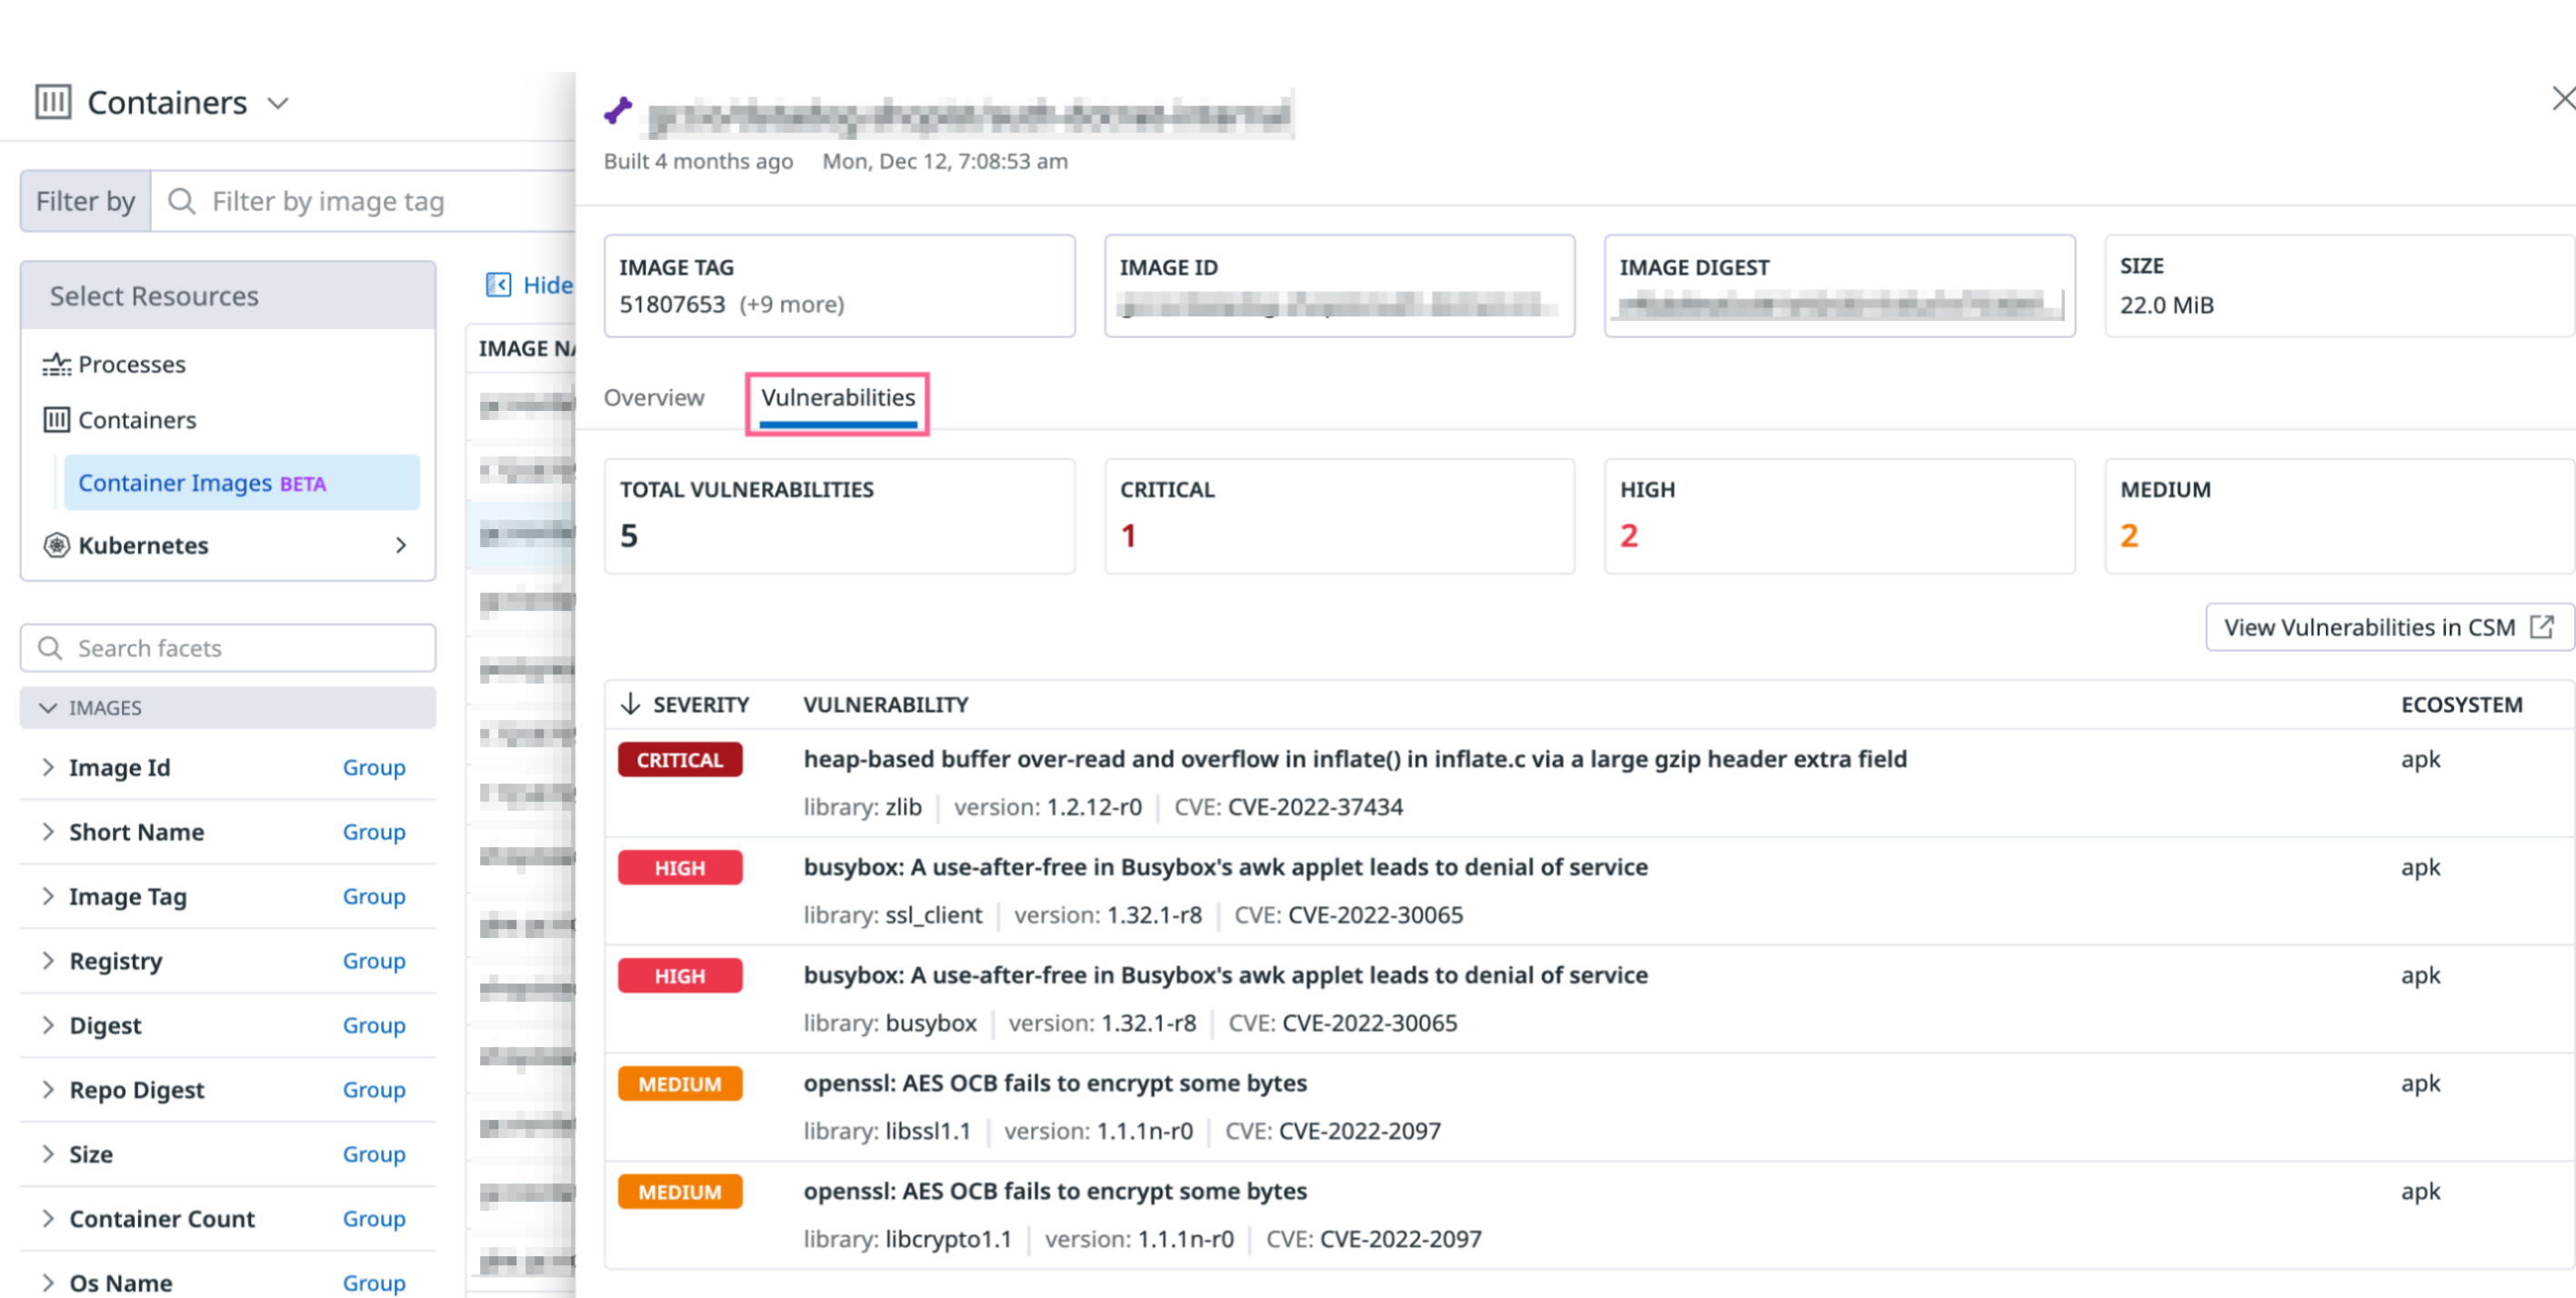 Containers
Filter by
Filter by image tag
Select Resources
Processes
Containers
Container Images BETA
Kubernetes
Search facets
IMAGES
Image Id Group
Short Name Group
Image Tag Group
Registry Group
Digest Group
Repo Digest Group
Size Group
Container Count Group
Os Name Group
Hide
IMAGE
Built 4 months ago Mon, Dec 12, 7:08:53 am
IMAGE TAG
51807653 (+9 more)
IMAGE ID
IMAGE DIGEST
SIZE
22.0 MiB
Overview
Vulnerabilities
TOTAL VULNERABILITIES
5
CRITICAL
1
HIGH
2
MEDIUM
2
View Vulnerabilities in CSM
SEVERITY VULNERABILITY ECOSYSTEM
CRITICAL heap-based buffer over-read and overflow in inflate() in inflate.c via a large gzip header extra field apk
library: zlib version: 1.2.12-r0 CVE: CVE-2022-37434
HIGH busybox: A use-after-free in Busybox's awk applet leads to denial of service apk
library: ssl_client version: 1.32.1-r8 CVE: CVE-2022-30065
HIGH busybox: A use-after-free in Busybox's awk applet leads to denial of service apk
library: busybox version: 1.32.1-r8 CVE: CVE-2022-30065
MEDIUM openssl: AES OCB fails to encrypt some bytes apk
library: libssl1.1 version: 1.1.1n-r0 CVE: CVE-2022-2097
MEDIUM openssl: AES OCB fails to encrypt some bytes apk
library: libcrypto1.1 version: 1.1.1n-r0 CVE: CVE-2022-2097